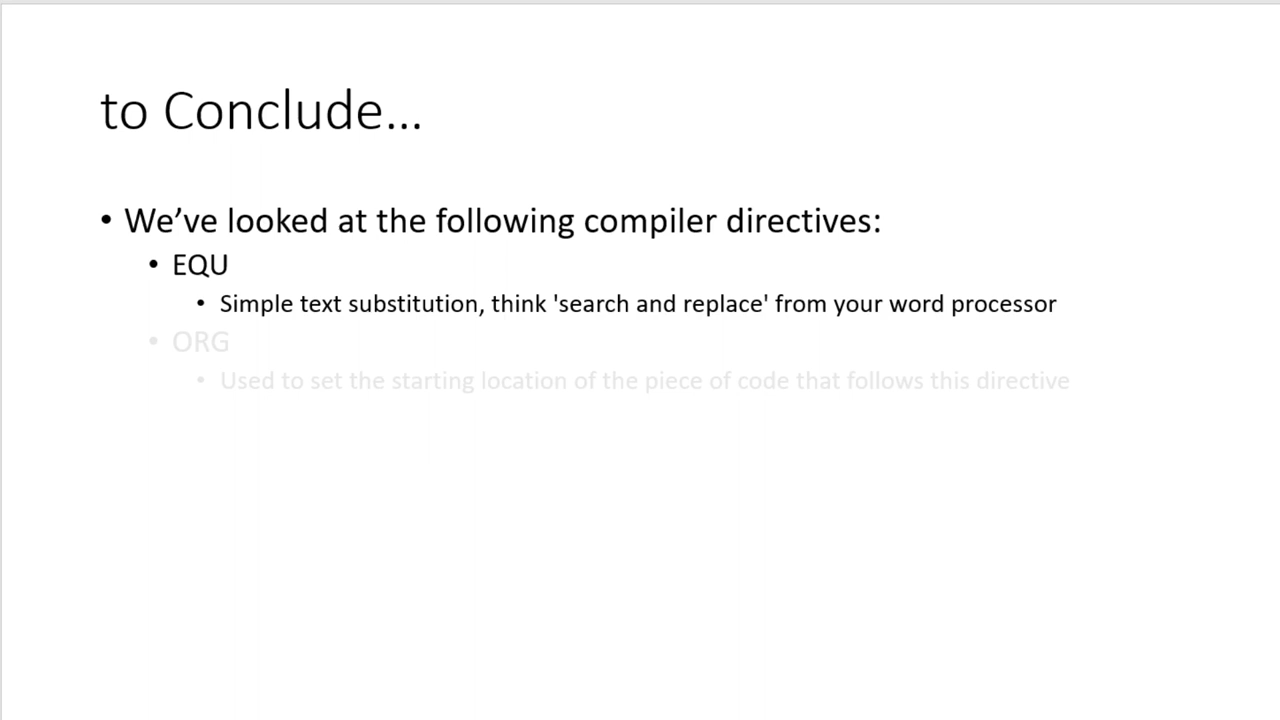 to Conclude…
• We’ve looked at the following compiler directives:
• EQU
• Simple text substitution, think 'search and replace' from your word processor
• ORG
• Used to set the starting location of the piece of code that follows this directive